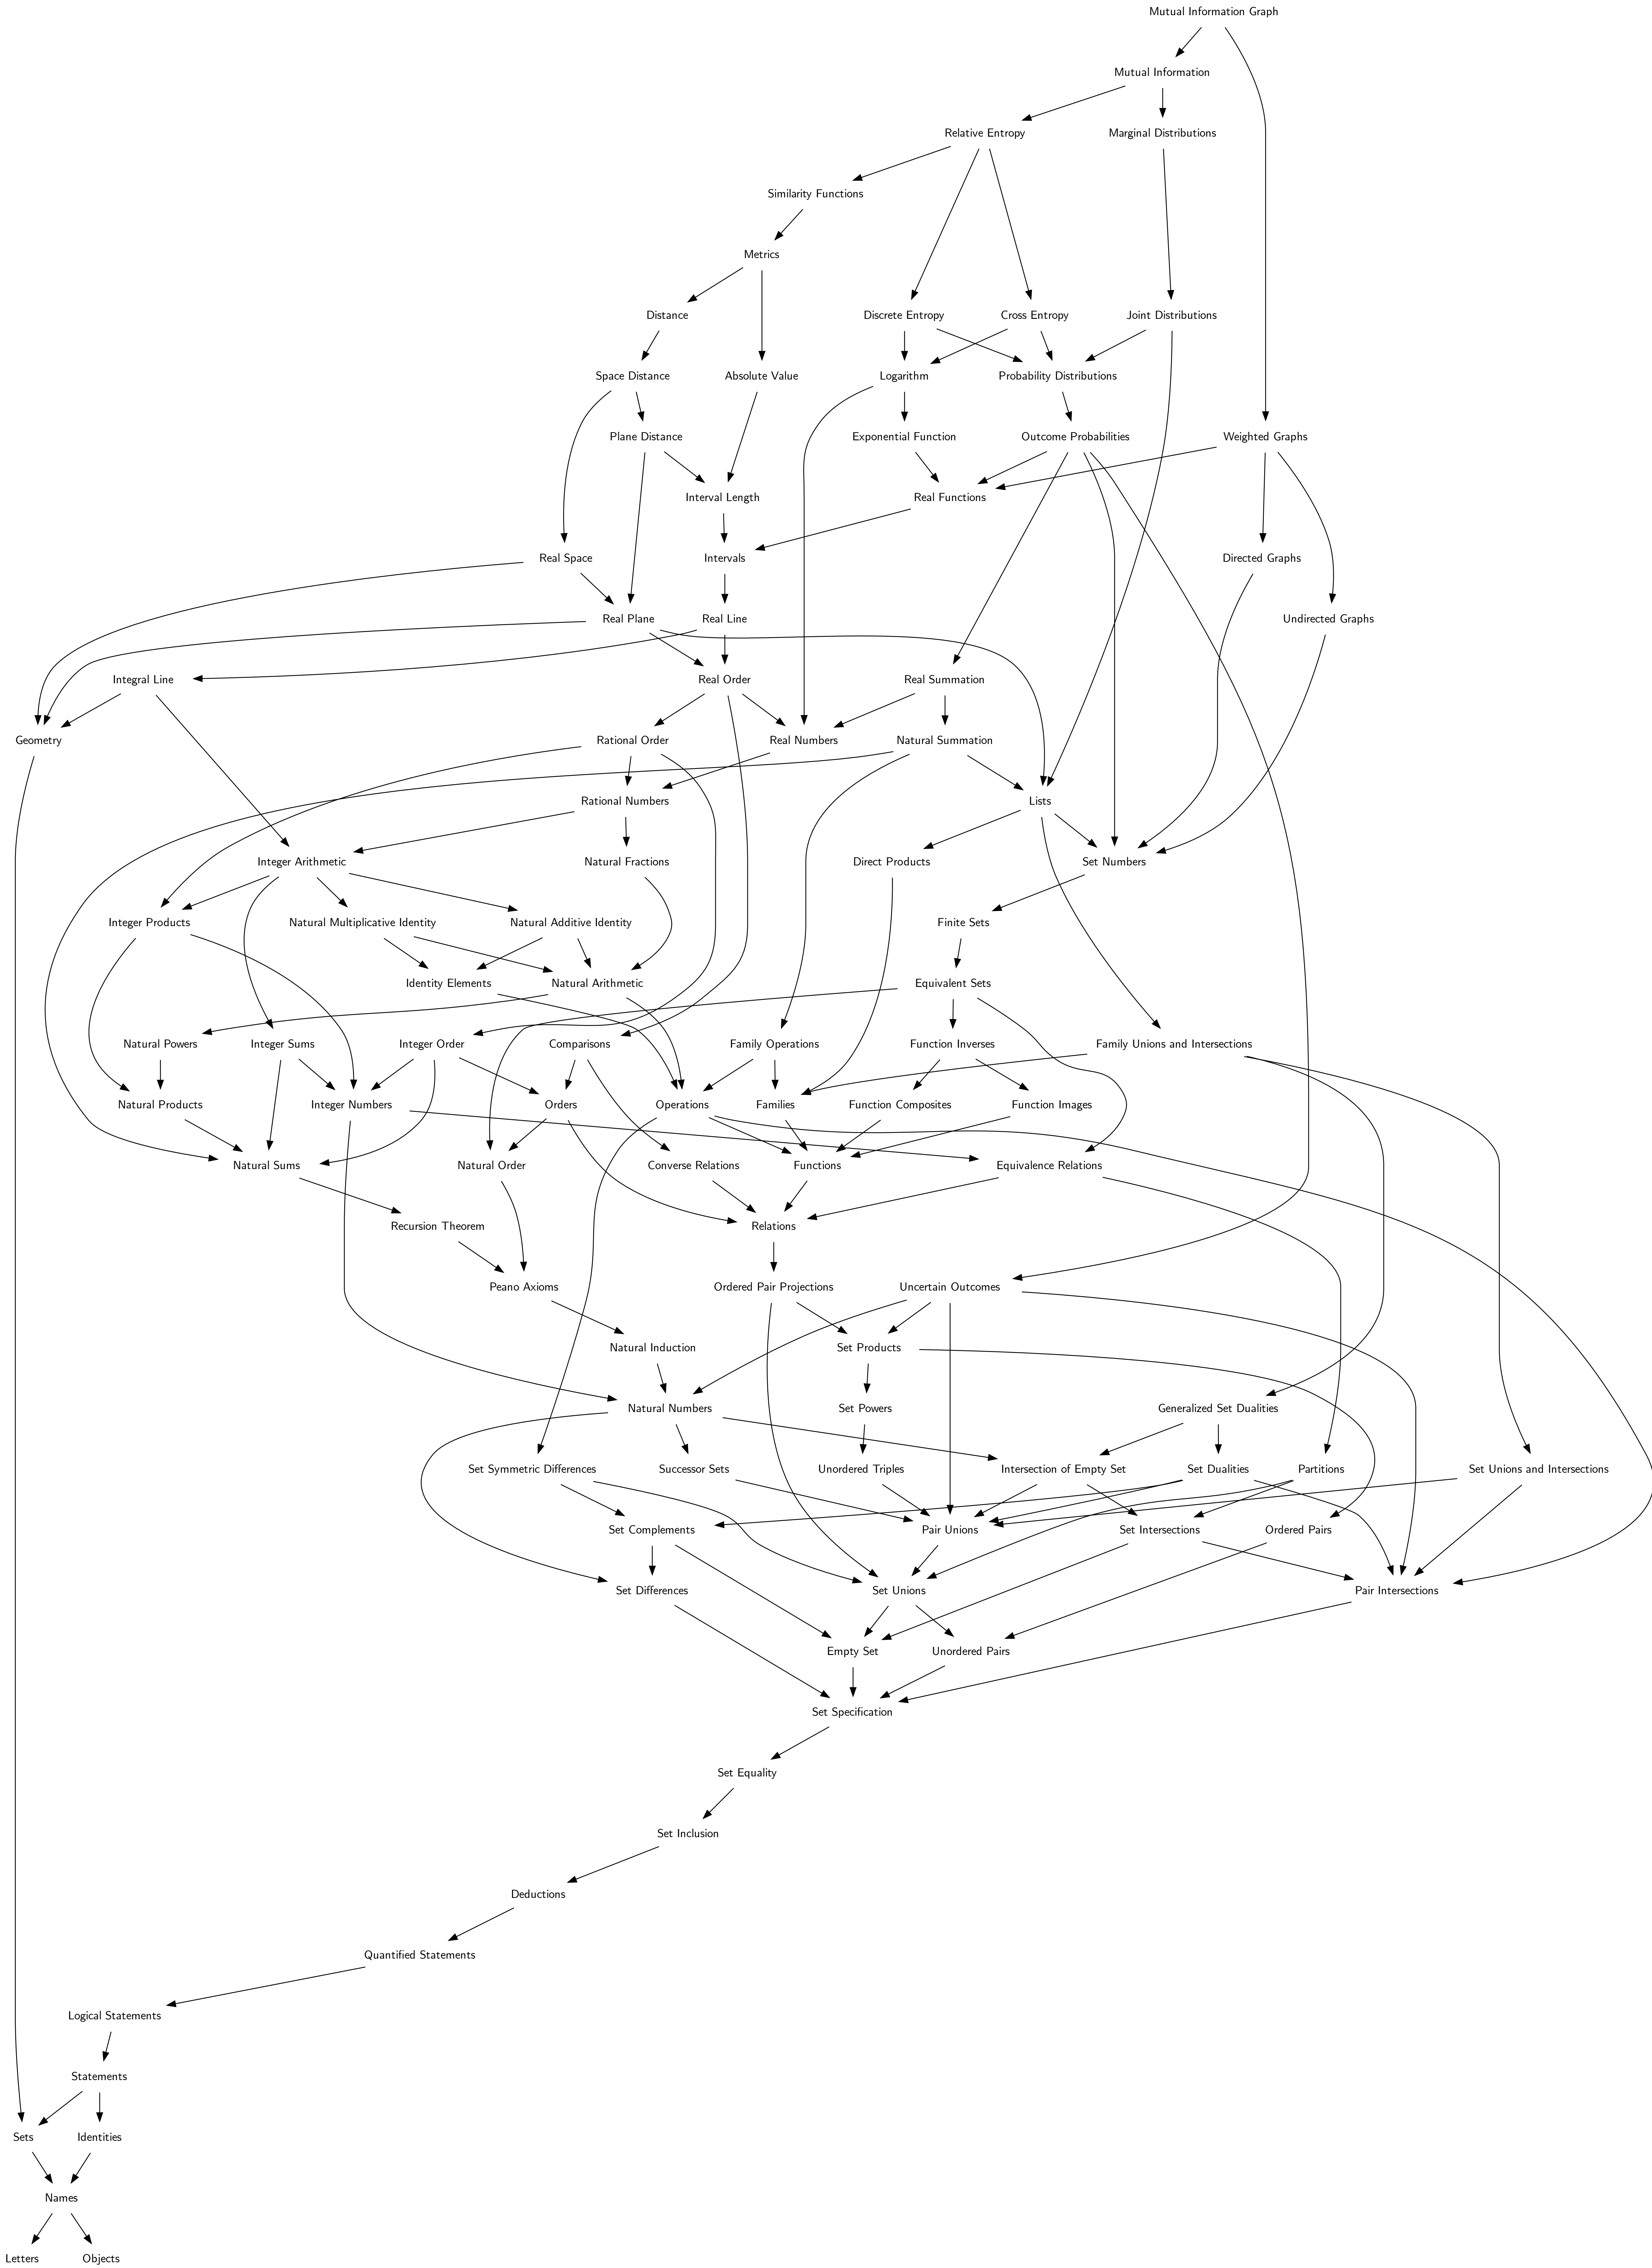 Mutual Information Graph
Mutual Information
Relative Entropy
Marginal Distributions
Similarity Functions
Metrics
Distance
Discrete Entropy
Cross Entropy
Joint Distributions
Space Distance
Absolute Value
Logarithm
Probability Distributions
Plane Distance
Exponential Function
Outcome Probabilities
Weighted Graphs
Interval Length
Real Functions
Real Space
Intervals
Directed Graphs
Real Plane
Real Line
Undirected Graphs
Integral Line
Real Order
Real Summation
Geometry
Rational Order
Real Numbers
Natural Summation
Rational Numbers
Lists
Integer Arithmetic
Natural Fractions
Direct Products
Set Numbers
Integer Products
Natural Multiplicative Identity
Natural Additive Identity
Finite Sets
Identity Elements
Natural Arithmetic
Equivalent Sets
Natural Powers
Integer Sums
Integer Order
Comparisons
Family Operations
Function Inverses
Family Unions and Intersections
Natural Products
Integer Numbers
Orders
Operations
Families
Function Composites
Function Images
Natural Sums
Natural Order
Converse Relations
Functions
Equivalence Relations
Recursion Theorem
Relations
Peano Axioms
Ordered Pair Projections
Uncertain Outcomes
Natural Induction
Set Products
Natural Numbers
Set Powers
Generalized Set Dualities
Set Symmetric Differences
Successor Sets
Unordered Triples
Intersection of Empty Set
Set Dualities
Partitions
Set Unions and Intersections
Set Complements
Pair Unions
Set Intersections
Ordered Pairs
Set Differences
Set Unions
Pair Intersections
Empty Set
Unordered Pairs
Set Specification
Set Equality
Set Inclusion
Deductions
Quantified Statements
Logical Statements
Statements
Sets
Identities
Names
Letters
Objects